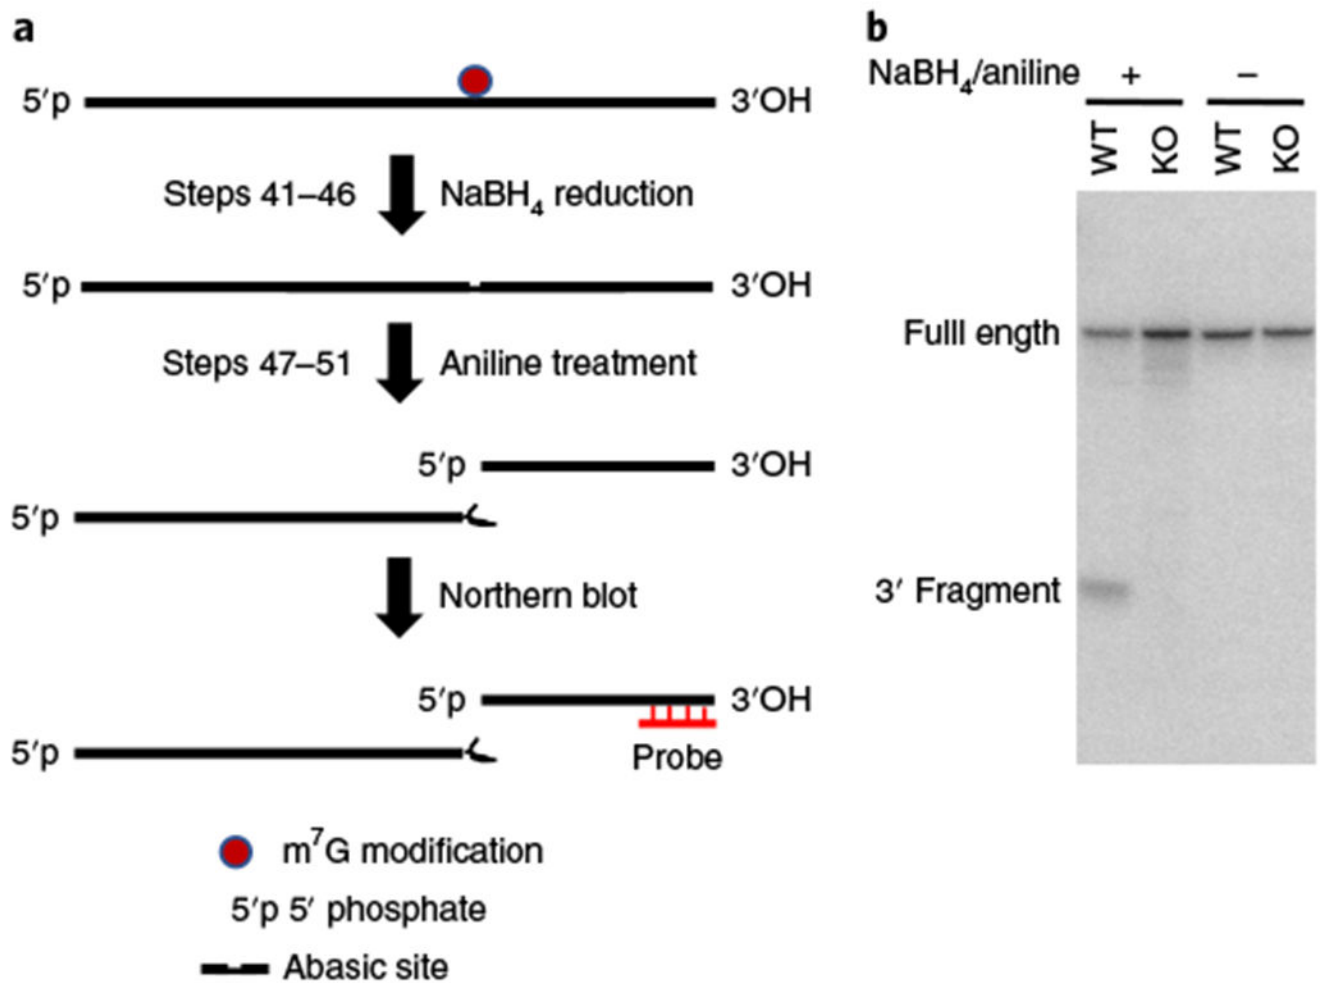 a
5′p 3′OH
Steps 41–46 NaBH4 reduction
5′p 3′OH
Steps 47–51 Aniline treatment
5′p 3′OH
5′p
Northern blot
5′p 3′OH
5′p
Probe
m7G modification
5′p 5′ phosphate
Abasic site
b
NaBH4/aniline + –
WT KO WT KO
Fulll ength
3′ Fragment